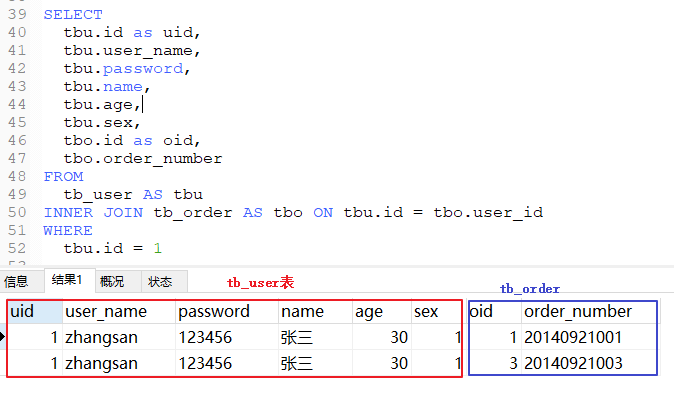 39 SELECT
40 tbu.id as uid,
41 tbu.user_name,
42 tbu.password,
43 tbu.name,
44 tbu.age,
45 tbu.sex,
46 tbo.id as oid,
47 tbo.order_number
48 FROM
49 tb_user AS tbu
50 INNER JOIN tb_order AS tbo ON tbu.id = tbo.user_id
51 WHERE
52 tbu.id = 1
信息 结果1 概况 状态 tb_user表 tb_order
uid user_name password name age sex oid order_number
1 zhangsan 123456 张三 30 1 1 20140921001
1 zhangsan 123456 张三 30 1 3 20140921003